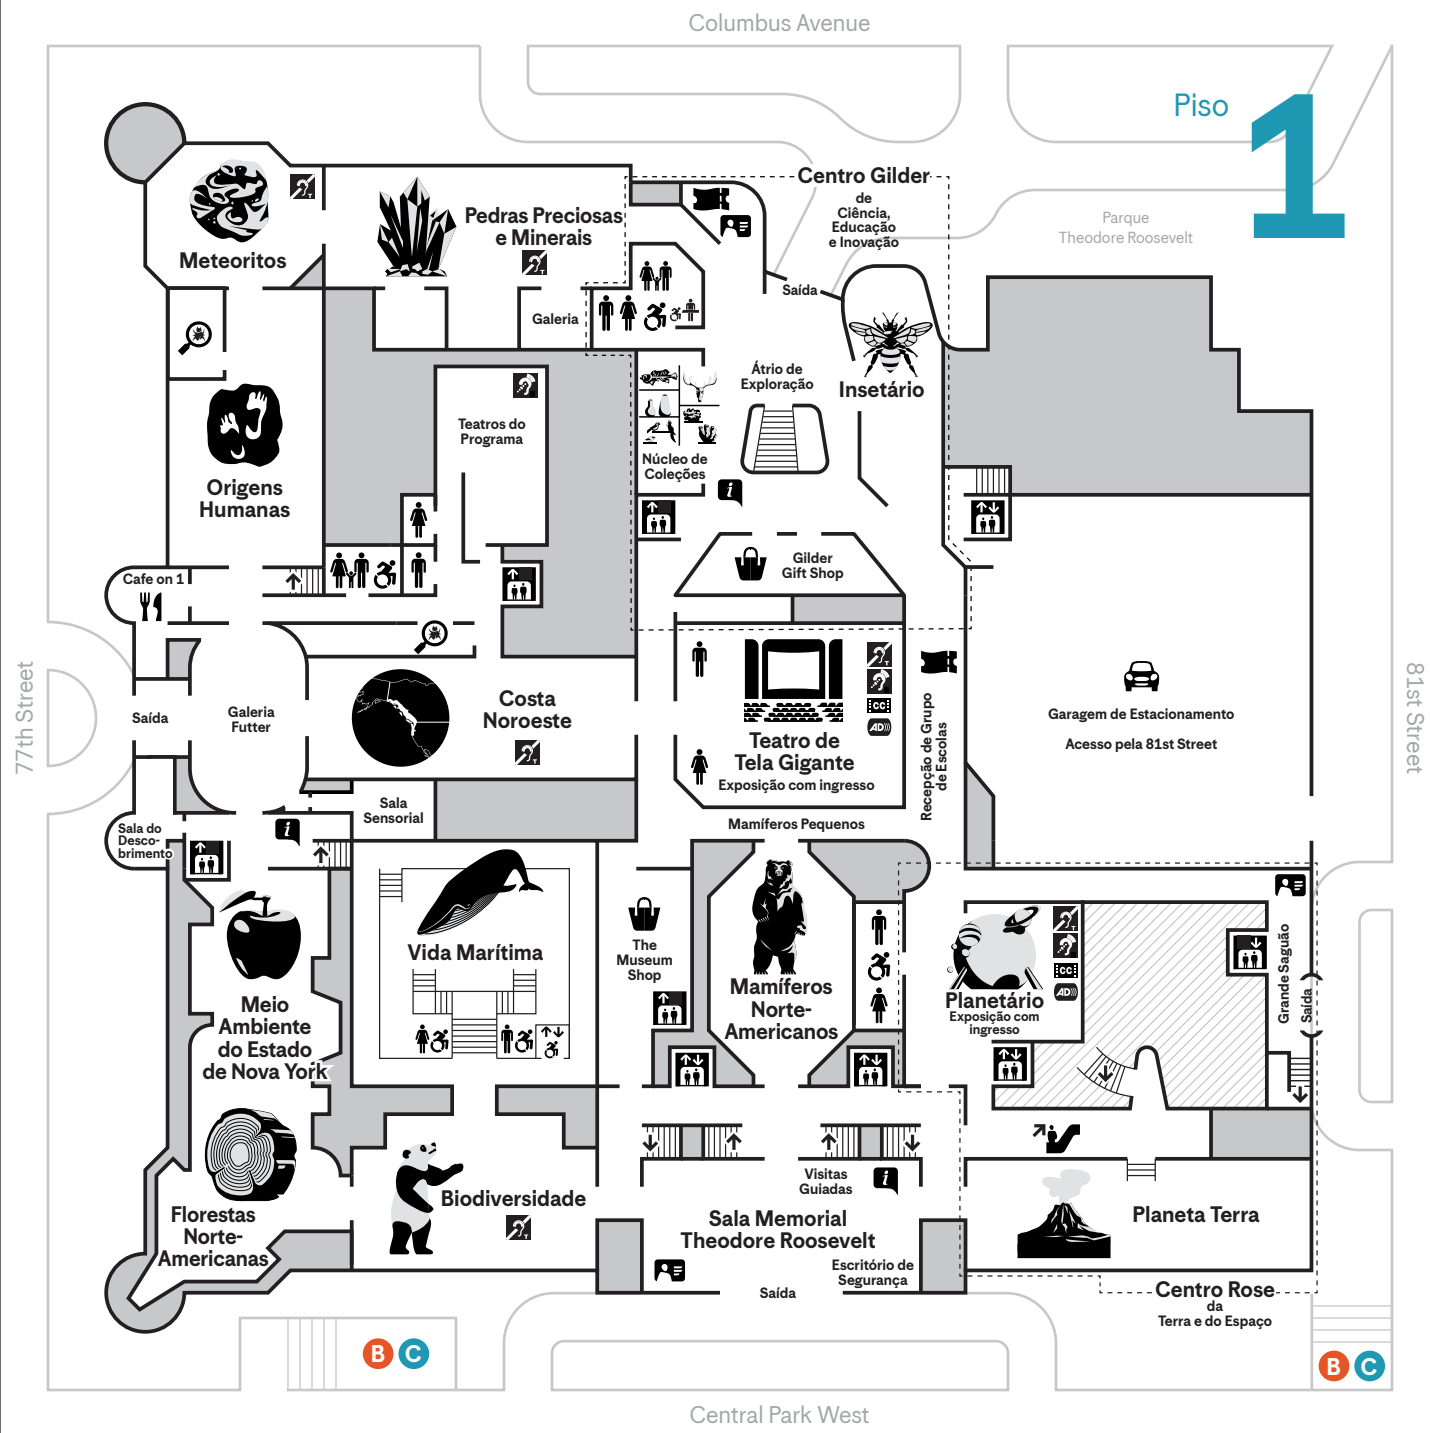 Columbus Avenue
Piso
1
Centro Gilder
de
Ciência,
Educação
e Inovação
Parque
Theodore Roosevelt
Pedras Preciosas
e Minerais
T
T
Meteoritos
Saída
Galeria
Átrio de
Exploração
Insetário
Teatros do
Programa
Núcleo de
Coleções
i
Origens
Humanas
Gilder
Gift Shop
Cafe on 1
77th Street
81st Street
Saída
Galeria
Futter
Costa
Noroeste
T
T
CC
AD
Teatro de
Tela Gigante
Exposição com ingresso
Recepção de Grupo
de Escolas
Garagem de Estacionamento
Acesso pela 81st Street
Sala
Sensorial
Sala do
Desco-
brimento
i
Mamíferos Pequenos
Vida Marítima
The
Museum
Shop
Mamíferos
Norte-
Americanos
T
CC
AD
Planetário
Exposição com
ingresso
Grande Saguão
Saída
Meio
Ambiente
do Estado
de Nova York
Visitas
Guiadas
i
Biodiversidade
T
Florestas
Norte-
Americanas
Sala Memorial
Theodore Roosevelt
Escritório de
Segurança
Saída
Planeta Terra
Centro Rose
da
Terra e do Espaço
B C
B C
Central Park West